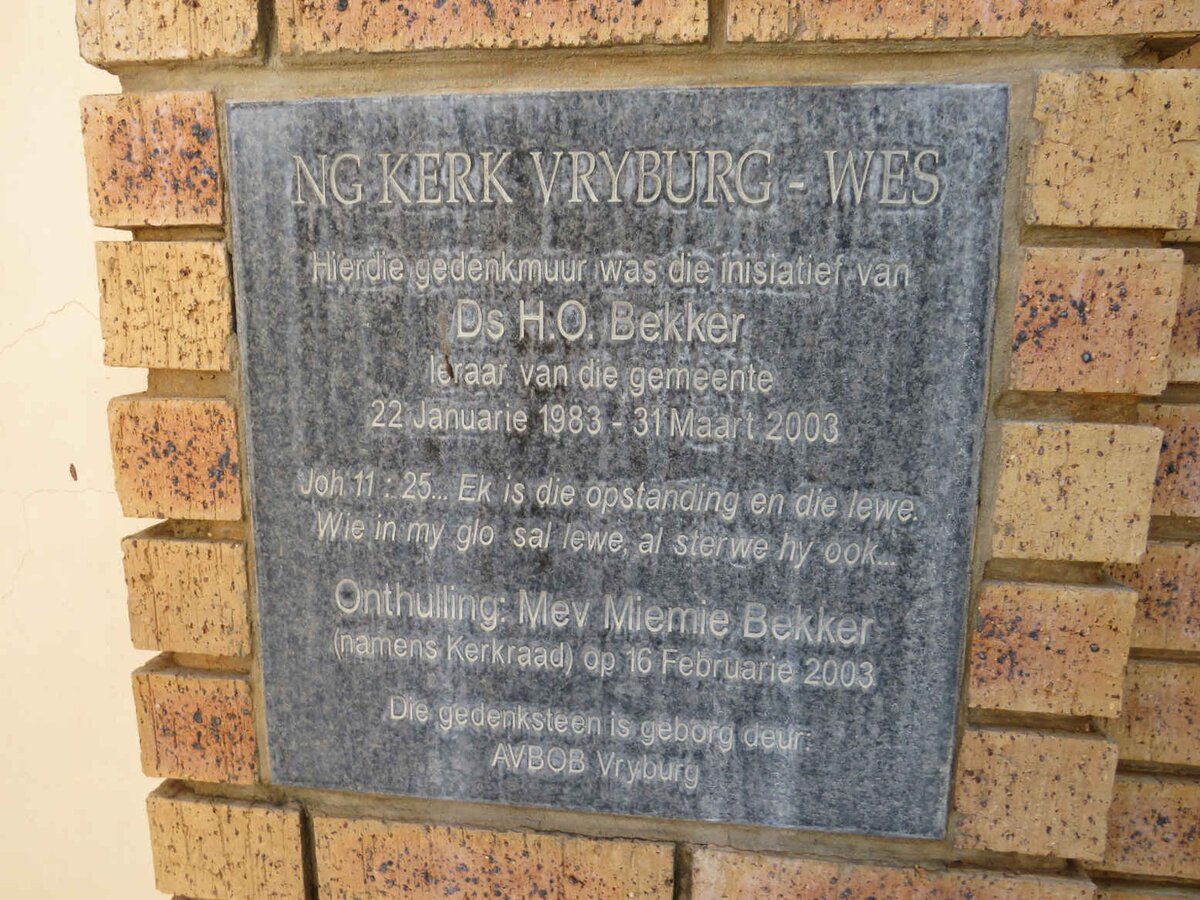 NG KERK VRYBURG - WES
Hierdie gedenkmuur was die inisiatief van
Ds H.O. Bekker
leraar van die gemeente
22 Januarie 1983 - 31 Maart 2003
Joh 11 : 25... Ek is die opstanding en die lewe.
Wie in my glo sal lewe, al sterwe hy ook...
Onthulling: Mev Miemie Bekker
(namens Kerkraad) op 16 Februarie 2003
Die gedenksteen is geborg deur:
AVBOB Vryburg